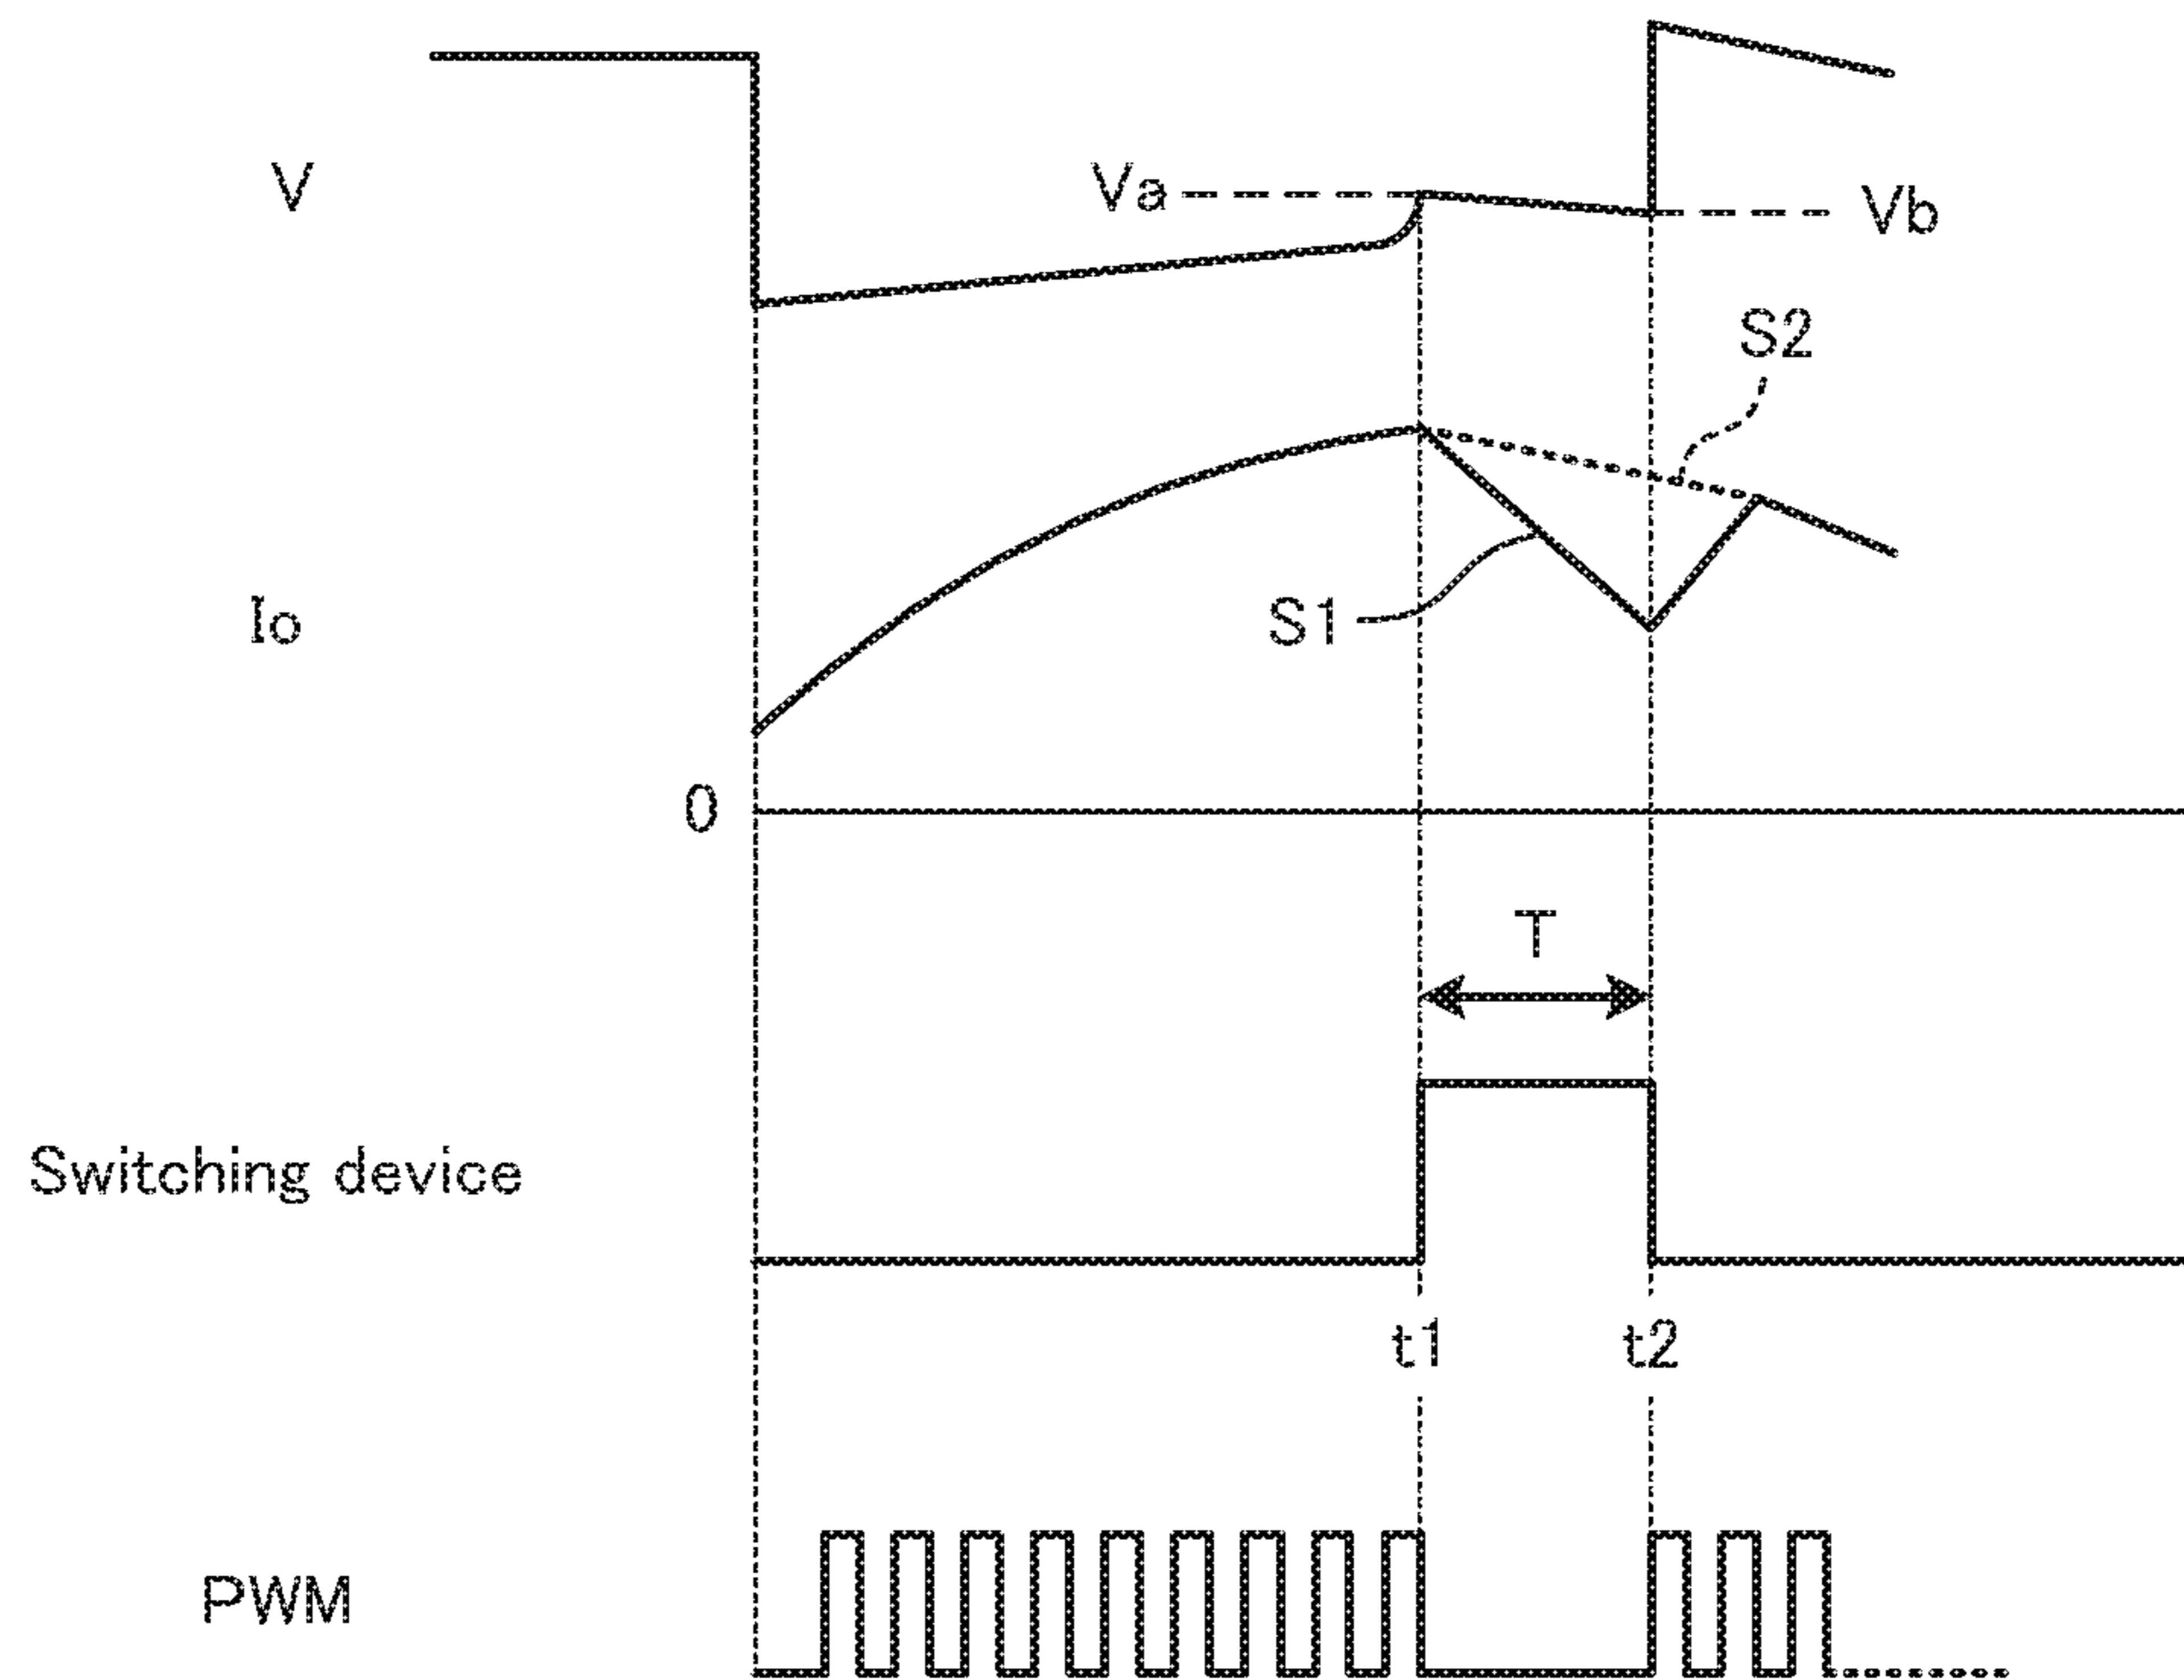 V
Va
Vb
S2
S1
Io
0
T
Switching device
t1 t2
PWM